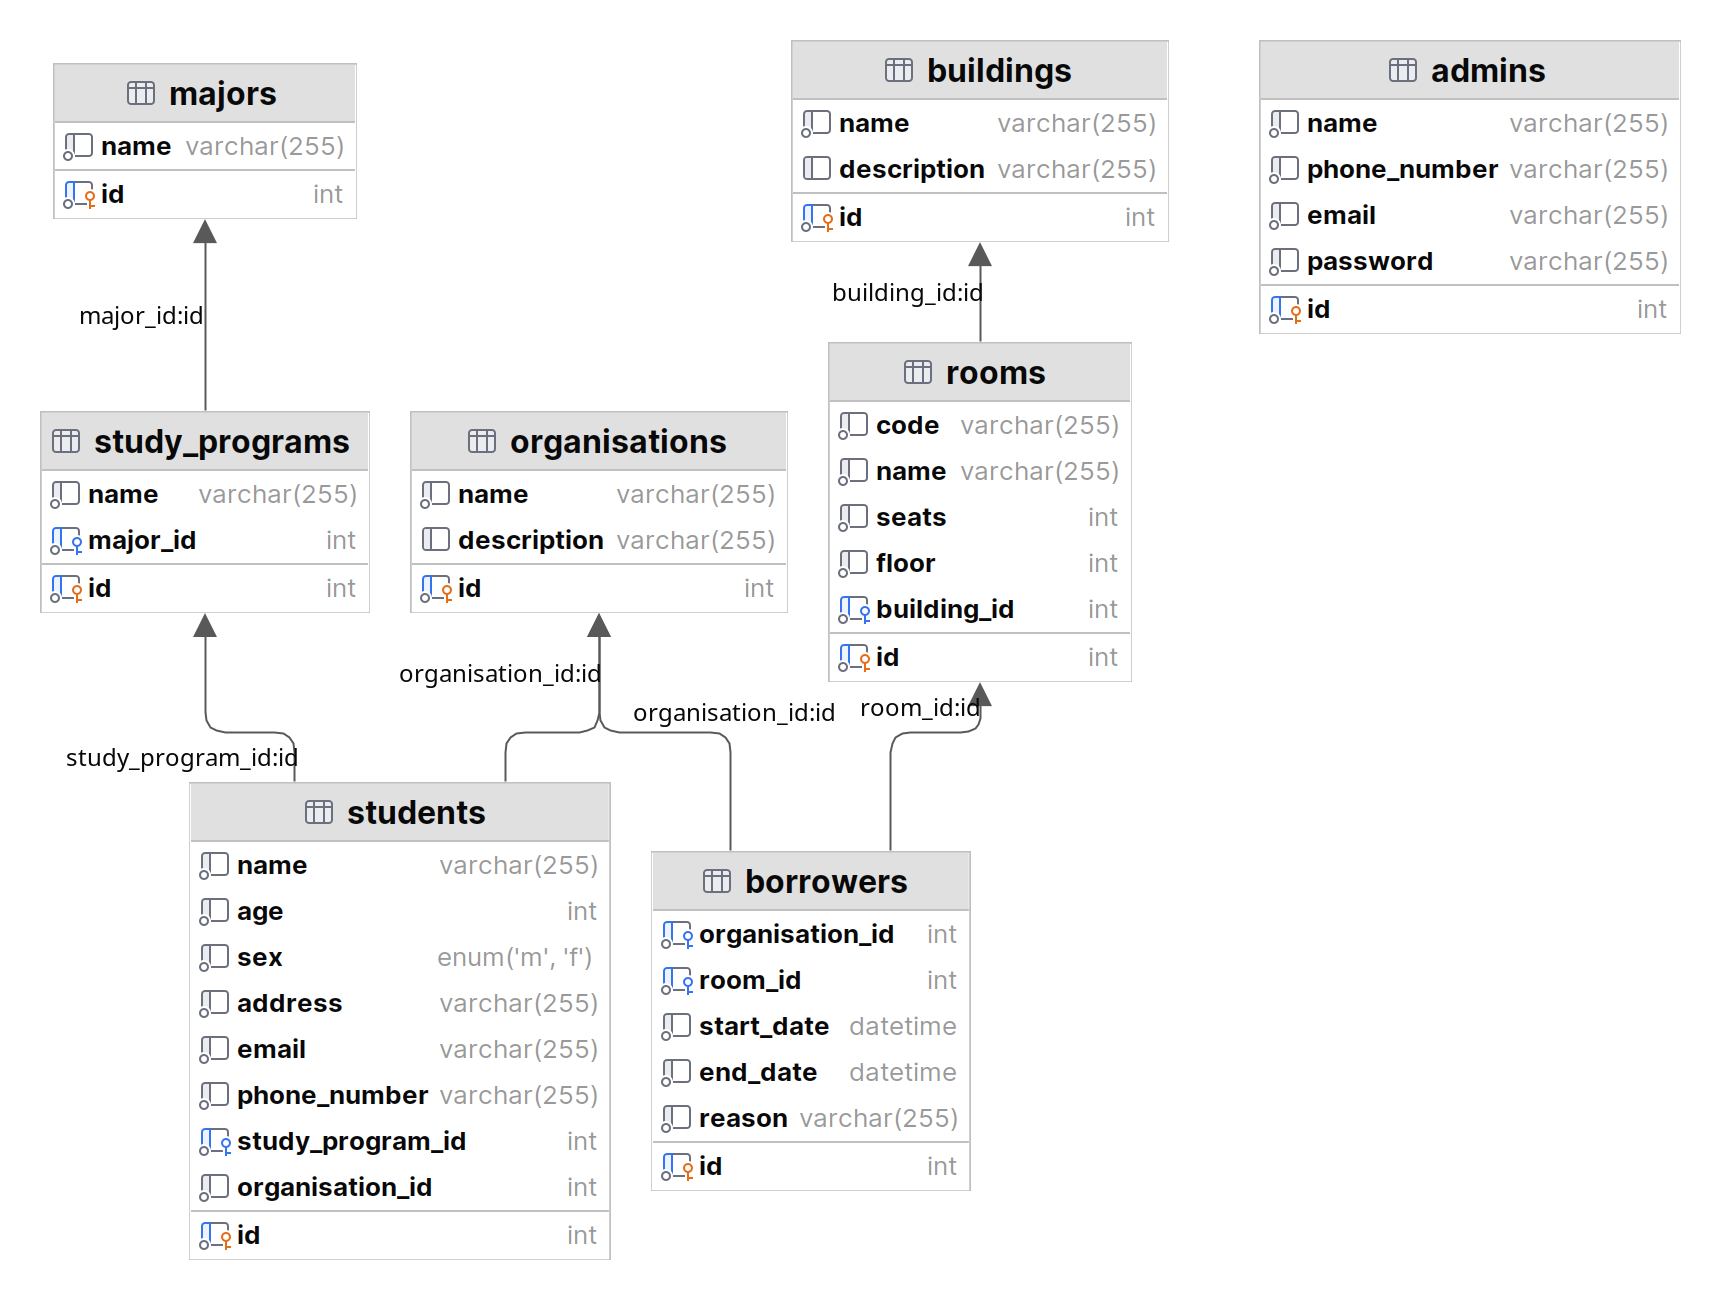 majors
name varchar(255)
id int
buildings
name varchar(255)
description varchar(255)
id int
admins
name varchar(255)
phone_number varchar(255)
email varchar(255)
password varchar(255)
id int
major_id:id
building_id:id
study_programs
name varchar(255)
major_id int
id int
organisations
name varchar(255)
description varchar(255)
id int
rooms
code varchar(255)
name varchar(255)
seats int
floor int
building_id int
id int
organisation_id:id
organisation_id:id
room_id:id
study_program_id:id
students
name varchar(255)
age int
sex enum('m', 'f')
address varchar(255)
email varchar(255)
phone_number varchar(255)
study_program_id int
organisation_id int
id int
borrowers
organisation_id int
room_id int
start_date datetime
end_date datetime
reason varchar(255)
id int